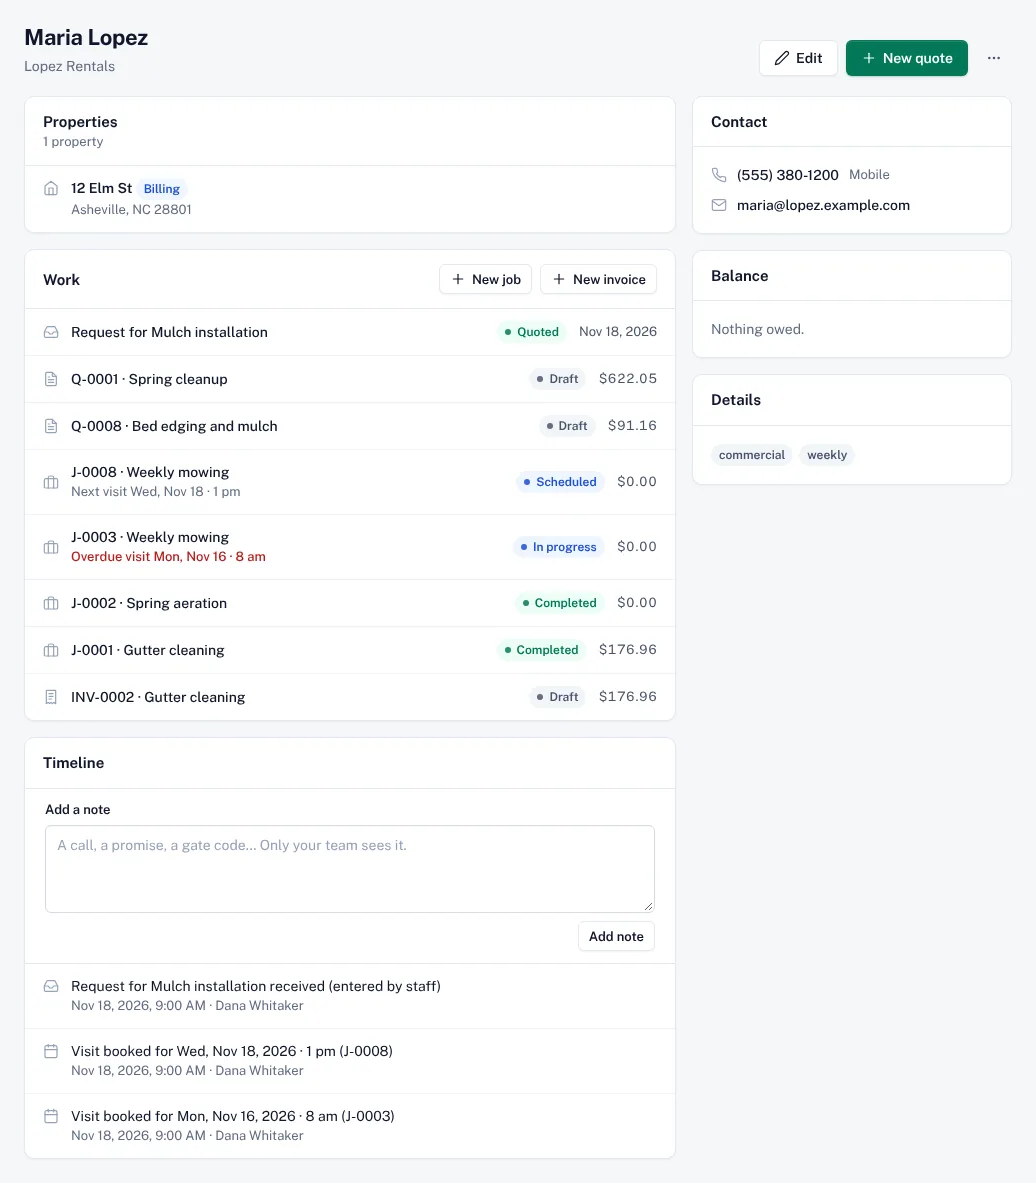 Maria Lopez
Lopez Rentals
Edit
New quote
Properties
1 property
12 Elm St Billing
Asheville, NC 28801
Work
New job
New invoice
Request for Mulch installation Quoted Nov 18, 2026
Q-0001 · Spring cleanup Draft $622.05
Q-0008 · Bed edging and mulch Draft $91.16
J-0008 · Weekly mowing Scheduled $0.00
Next visit Wed, Nov 18 · 1 pm
J-0003 · Weekly mowing In progress $0.00
Overdue visit Mon, Nov 16 · 8 am
J-0002 · Spring aeration Completed $0.00
J-0001 · Gutter cleaning Completed $176.96
INV-0002 · Gutter cleaning Draft $176.96
Timeline
Add a note
A call, a promise, a gate code... Only your team sees it.
Add note
Request for Mulch installation received (entered by staff)
Nov 18, 2026, 9:00 AM · Dana Whitaker
Visit booked for Wed, Nov 18, 2026 · 1 pm (J-0008)
Nov 18, 2026, 9:00 AM · Dana Whitaker
Visit booked for Mon, Nov 16, 2026 · 8 am (J-0003)
Nov 18, 2026, 9:00 AM · Dana Whitaker
Contact
(555) 380-1200 Mobile
maria@lopez.example.com
Balance
Nothing owed.
Details
commercial weekly